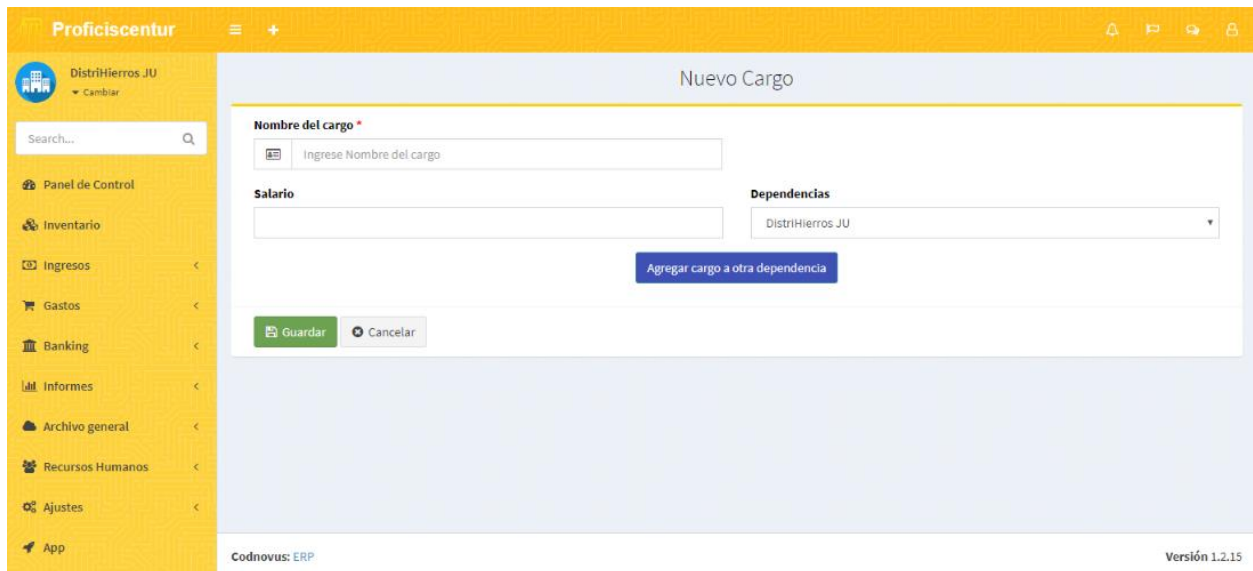 Proficiscentur
DistriHierros JU
Cambiar
Search...
Panel de Control
Inventario
Ingresos
Gastos
Banking
Informes
Archivo general
Recursos Humanos
Ajustes
App
Nuevo Cargo
Nombre del cargo *
Ingrese Nombre del cargo
Salario
Dependencias
DistriHierros JU
Agregar cargo a otra dependencia
Guardar
Cancelar
Codnovus: ERP
Versión 1.2.15